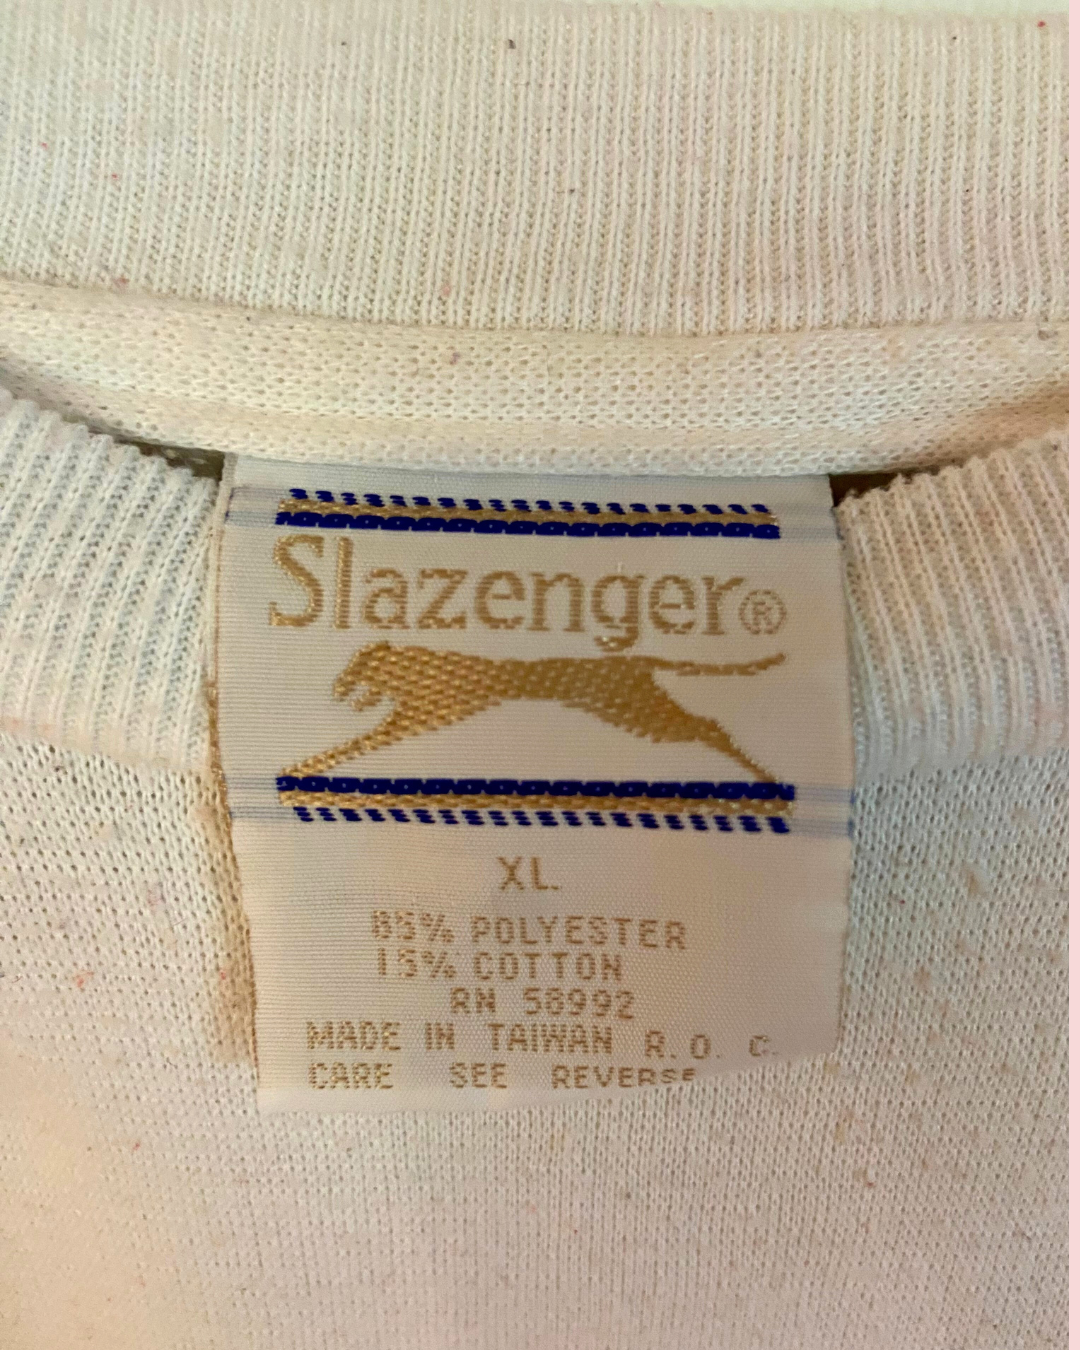 Slazenger®
XL.
85% POLYESTER
15% COTTON
RN 58992
MADE IN TAIWAN R.O.C.
CARE SEE REVERSE